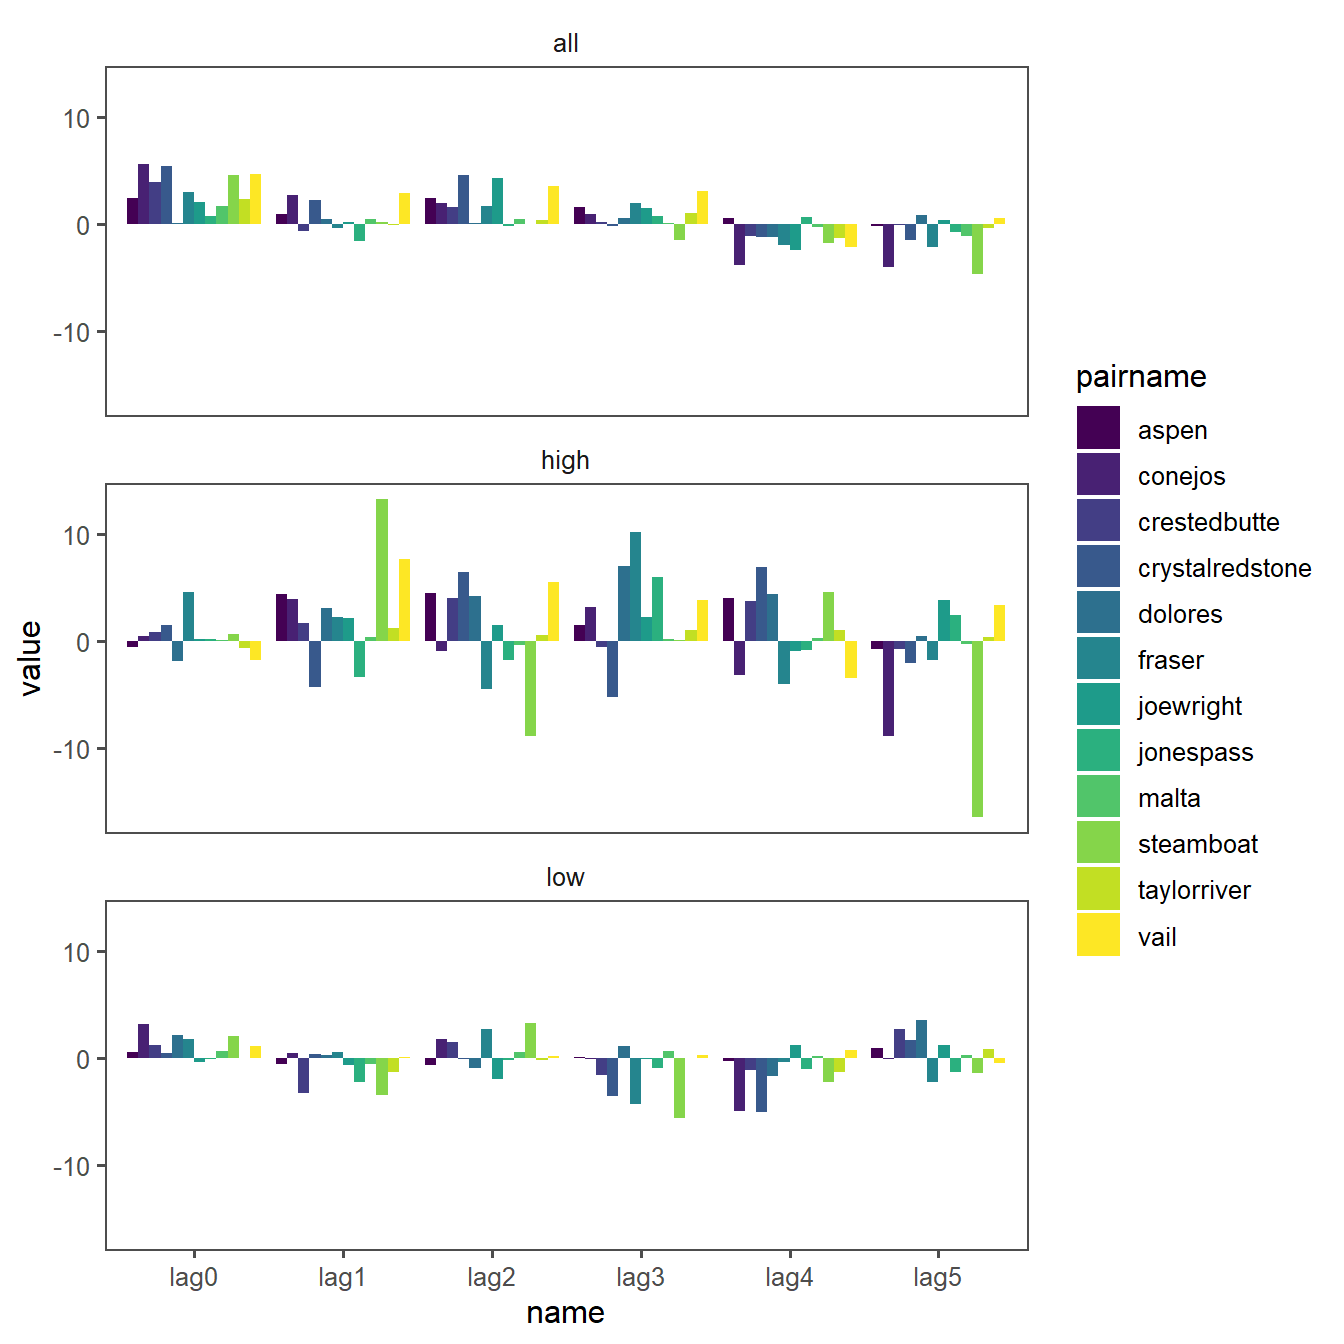 all
10
0
-10
high
10
0
-10
low
10
0
-10
lag0 lag1 lag2 lag3 lag4 lag5
name
value
pairname
aspen
conejos
crestedbutte
crystalredstone
dolores
fraser
joewright
jonespass
malta
steamboat
taylorriver
vail